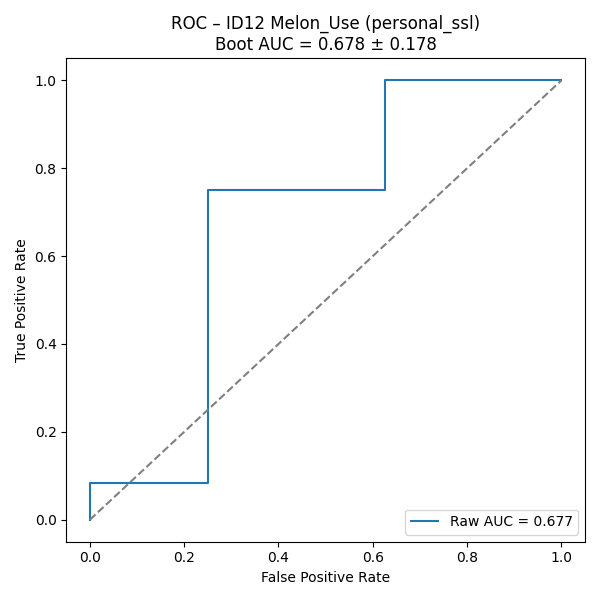 ROC – ID12 Melon_Use (personal_ssl)
Boot AUC = 0.678 ± 0.178
True Positive Rate
1.0
0.8
0.6
0.4
0.2
0.0
Raw AUC = 0.677
0.0 0.2 0.4 0.6 0.8 1.0
False Positive Rate